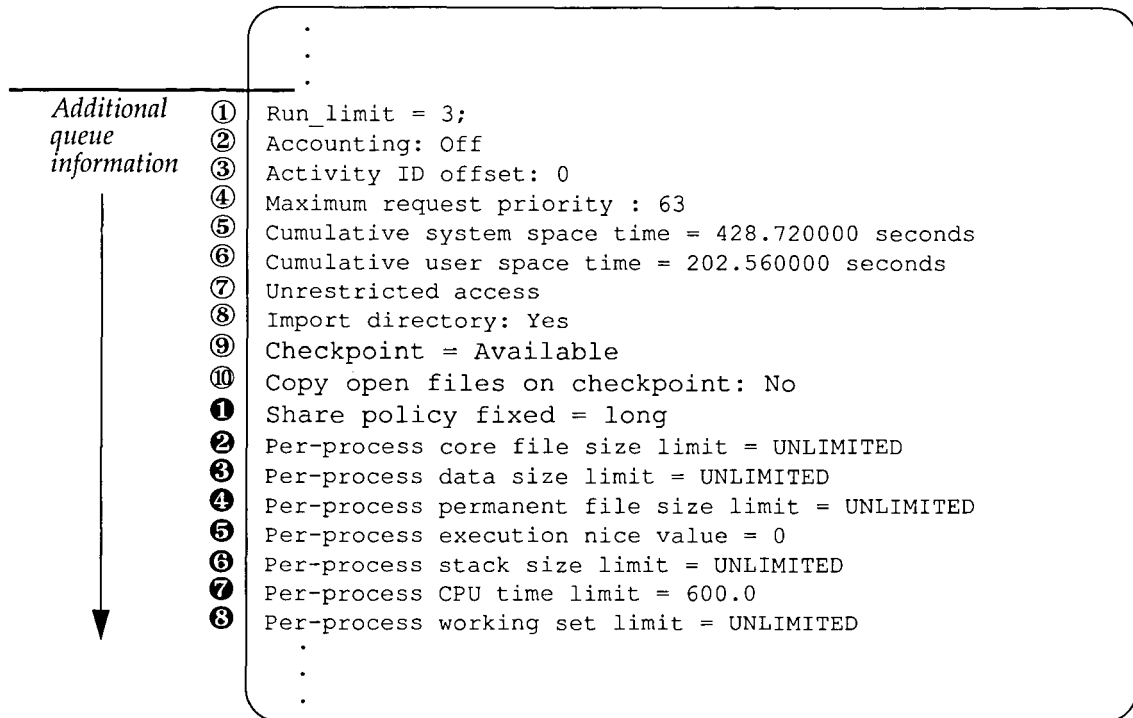 .
.
.
Additional
queue
information
① Run_limit = 3;
② Accounting: Off
③ Activity ID offset: 0
④ Maximum request priority : 63
⑤ Cumulative system space time = 428.720000 seconds
⑥ Cumulative user space time = 202.560000 seconds
⑦ Unrestricted access
⑧ Import directory: Yes
⑨ Checkpoint = Available
⑩ Copy open files on checkpoint: No
❶ Share policy fixed = long
❷ Per-process core file size limit = UNLIMITED
❸ Per-process data size limit = UNLIMITED
❹ Per-process permanent file size limit = UNLIMITED
❺ Per-process execution nice value = 0
❻ Per-process stack size limit = UNLIMITED
❼ Per-process CPU time limit = 600.0
❽ Per-process working set limit = UNLIMITED
.
.
.